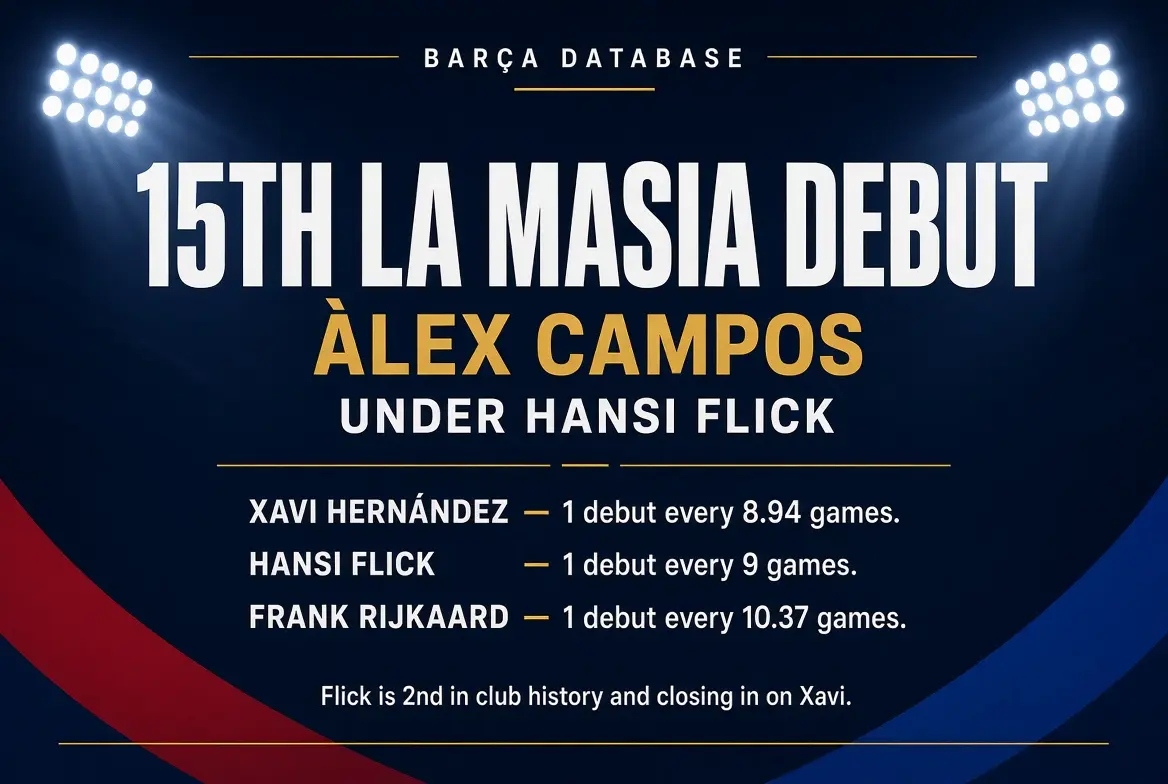 BARÇA DATABASE
15TH LA MASIA DEBUT
ÀLEX CAMPOS
UNDER HANSI FLICK
XAVI HERNÁNDEZ — 1 debut every 8.94 games.
HANSI FLICK — 1 debut every 9 games.
FRANK RIJKAARD — 1 debut every 10.37 games.
Flick is 2nd in club history and closing in on Xavi.